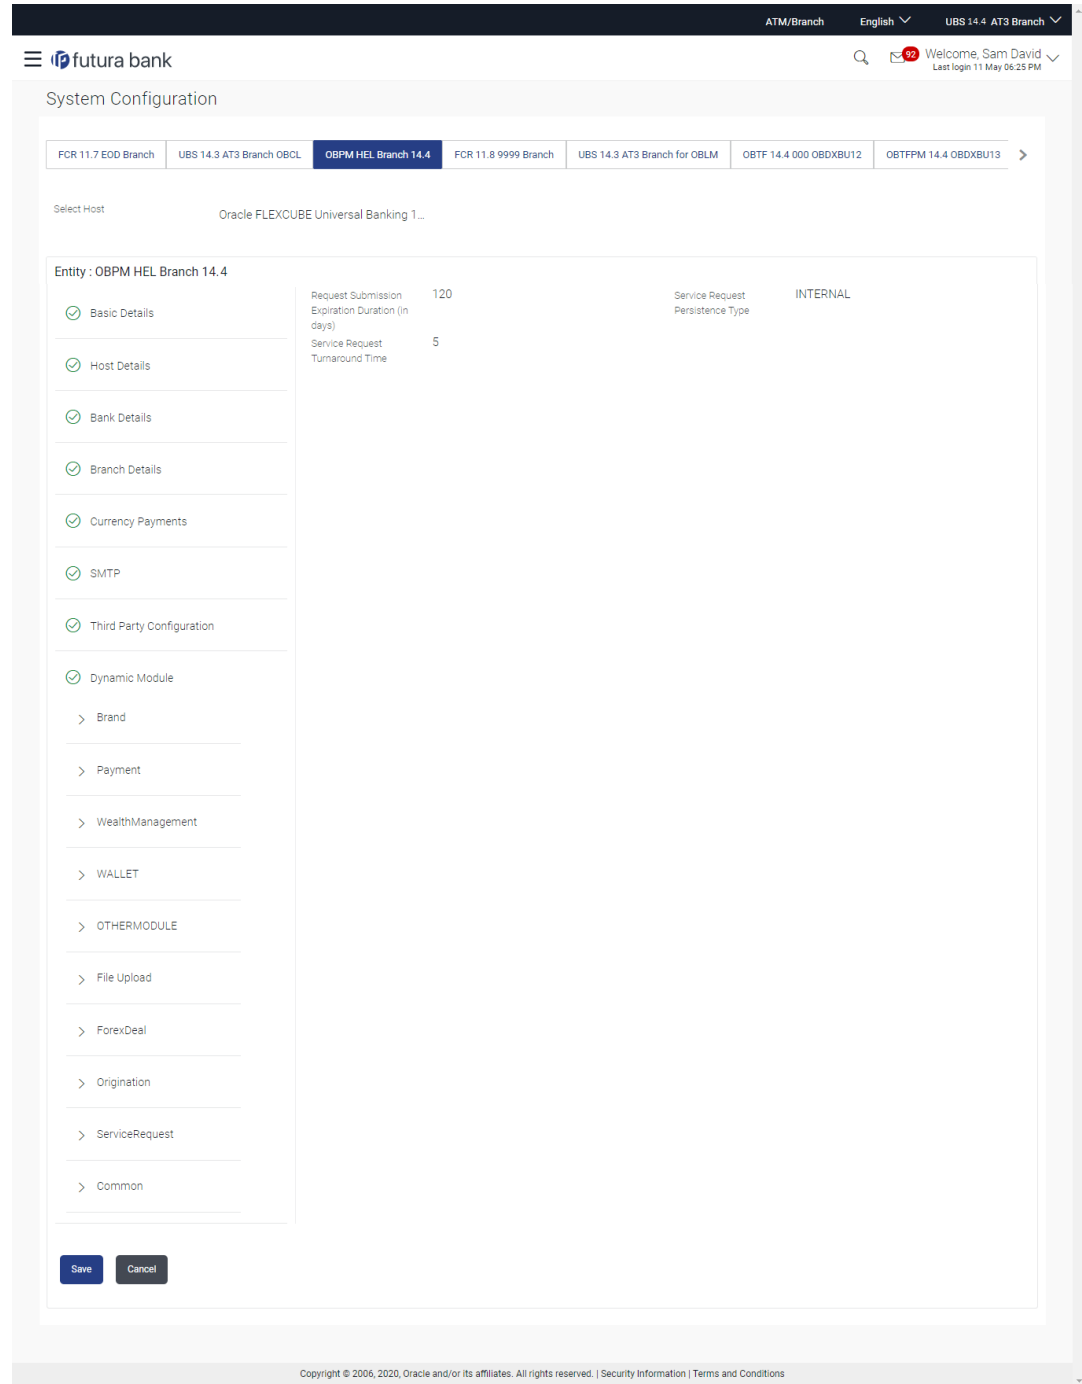 ATM/Branch English UBS 14.4 AT3 Branch
futura bank 92 Welcome, Sam David
Last login 11 May 06:25 PM
System Configuration
FCR 11.7 EOD Branch UBS 14.3 AT3 Branch OBCL OBPM HEL Branch 14.4 FCR 11.8 9999 Branch UBS 14.3 AT3 Branch for OBLM OBTF 14.4 000 OBDXBU12 OBTFPM 14.4 OBDXBU13
Select Host Oracle FLEXCUBE Universal Banking 1...
Entity : OBPM HEL Branch 14.4
Request Submission Expiration Duration (in days) 120 Service Request Persistence Type INTERNAL
Service Request Turnaround Time 5
Basic Details
Host Details
Bank Details
Branch Details
Currency Payments
SMTP
Third Party Configuration
Dynamic Module
Brand
Payment
WealthManagement
WALLET
OTHERMODULE
File Upload
ForexDeal
Origination
ServiceRequest
Common
Save Cancel
Copyright © 2006, 2020, Oracle and/or its affiliates. All rights reserved. | Security Information | Terms and Conditions